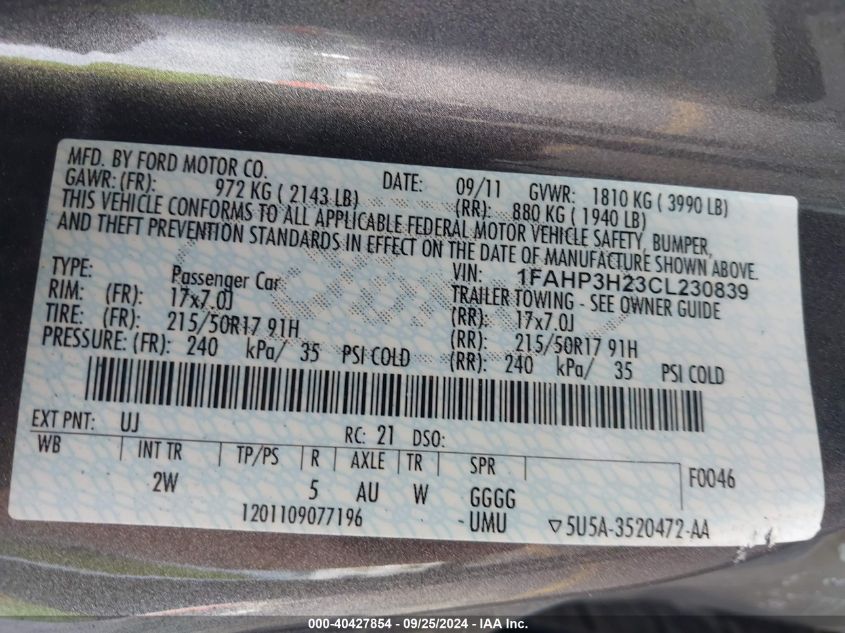 MFD. BY FORD MOTOR CO.
DATE: 09/11 GVWR: 1810 KG ( 3990 LB)
GAWR: (FR): 972 KG ( 2143 LB) (RR): 880 KG ( 1940 LB)
THIS VEHICLE CONFORMS TO ALL APPLICABLE FEDERAL MOTOR VEHICLE SAFETY, BUMPER,
AND THEFT PREVENTION STANDARDS IN EFFECT ON THE DATE OF MANUFACTURE SHOWN ABOVE.
VIN: 1FAHP3H23CL230839
TYPE: Passenger Car TRAILER TOWING - SEE OWNER GUIDE
RIM: (FR): 17x7.0J (RR): 17x7.0J
TIRE: (FR): 215/50R17 91H (RR): 215/50R17 91H
PRESSURE: (FR): 240 kPa/ 35 PSI COLD (RR): 240 kPa/ 35 PSI COLD
EXT PNT: UJ RC: 21 DSO:
WB INT TR TP/PS R AXLE TR SPR F0046
2W 5 AU W GGGG
1201109077196 -UMU ▽5U5A-3520472-AA
000-40427854 - 09/25/2024 - IAA Inc.